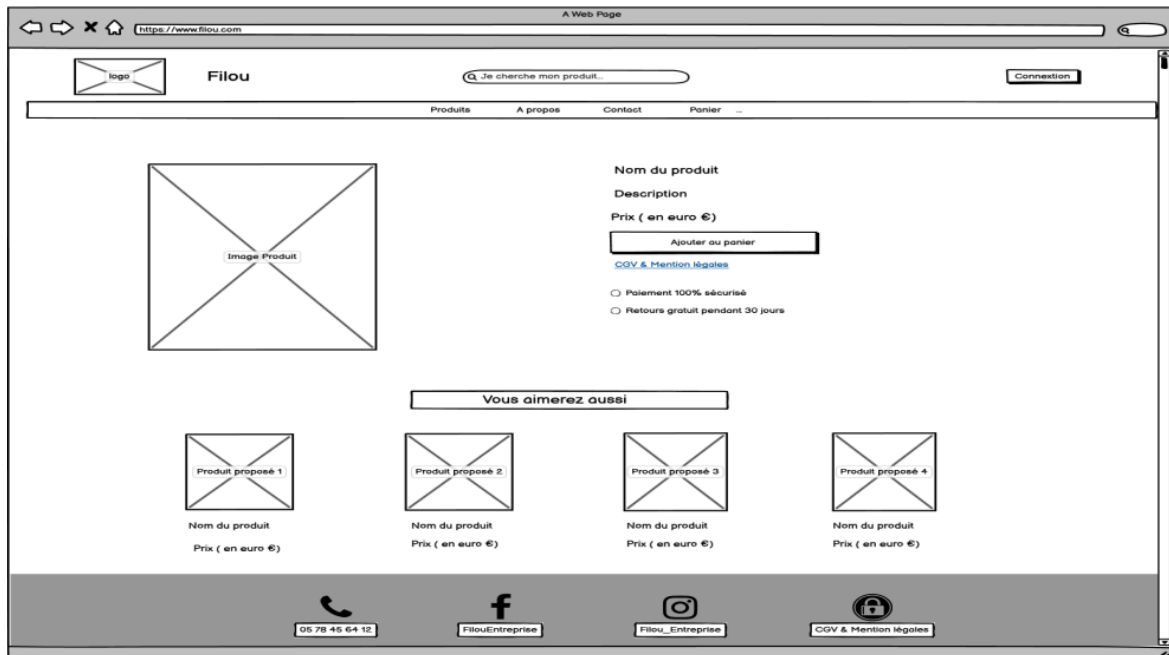 A Web Page
https://www.filou.com
logo
Filou
Je cherche mon produit...
Connextion
Produits A propos Contact Panier ...
Image Produit
Nom du produit
Description
Prix ( en euro €)
Ajouter au panier
CGV & Mention légales
Paiement 100% sécurisé
Retours gratuit pendant 30 jours
Vous aimerez aussi
Produit proposé 1 Produit proposé 2 Produit proposé 3 Produit proposé 4
Nom du produit Nom du produit Nom du produit Nom du produit
Prix ( en euro €) Prix ( en euro €) Prix ( en euro €) Prix ( en euro €)
05 78 45 64 12 FilouEntreprise Filou_Entreprise CGV & Mention légales